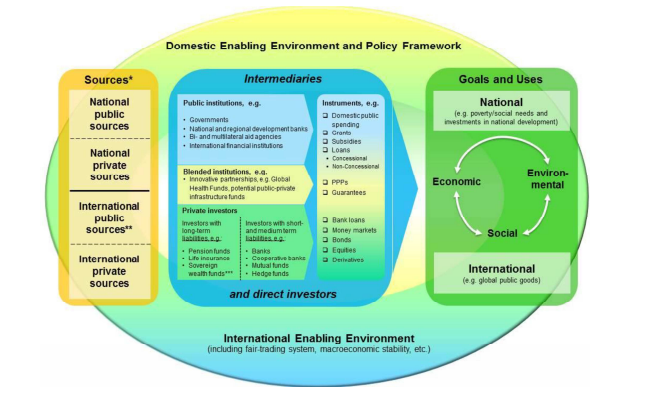 Domestic Enabling Environment and Policy Framework
Sources*
National
public
sources
National
private
sources
International
public
sources**
International
private
sources
Intermediaries
Public institutions, e.g.
• Governments
• National and regional development banks
• Bi- and multilateral aid agencies
• International financial institutions
Blended institutions, e.g.
• Innovative partnerships, e.g. Global
Health Funds, potential public-private
infrastructure funds
Private investors
Investors with
long-term
liabilities, e.g.:
• Pension funds
• Life insurance
• Sovereign
wealth funds***
Investors with short-
and medium term
liabilities, e.g.:
• Banks
• Cooperative banks
• Mutual funds
• Hedge funds
Instruments, e.g.
❑ Domestic public
spending
❑ Grants
❑ Subsidies
❑ Loans
• Concessional
• Non-Concessional
❑ PPPs
❑ Guarantees
❑ Bank loans
❑ Money markets
❑ Bonds
❑ Equities
❑ Derivatives
and direct investors
Goals and Uses
National
(e.g. poverty/social needs and
investments in national development)
Economic
Environ-
mental
Social
International
(e.g. global public goods)
International Enabling Environment
(including fair-trading system, macroeconomic stability, etc.)